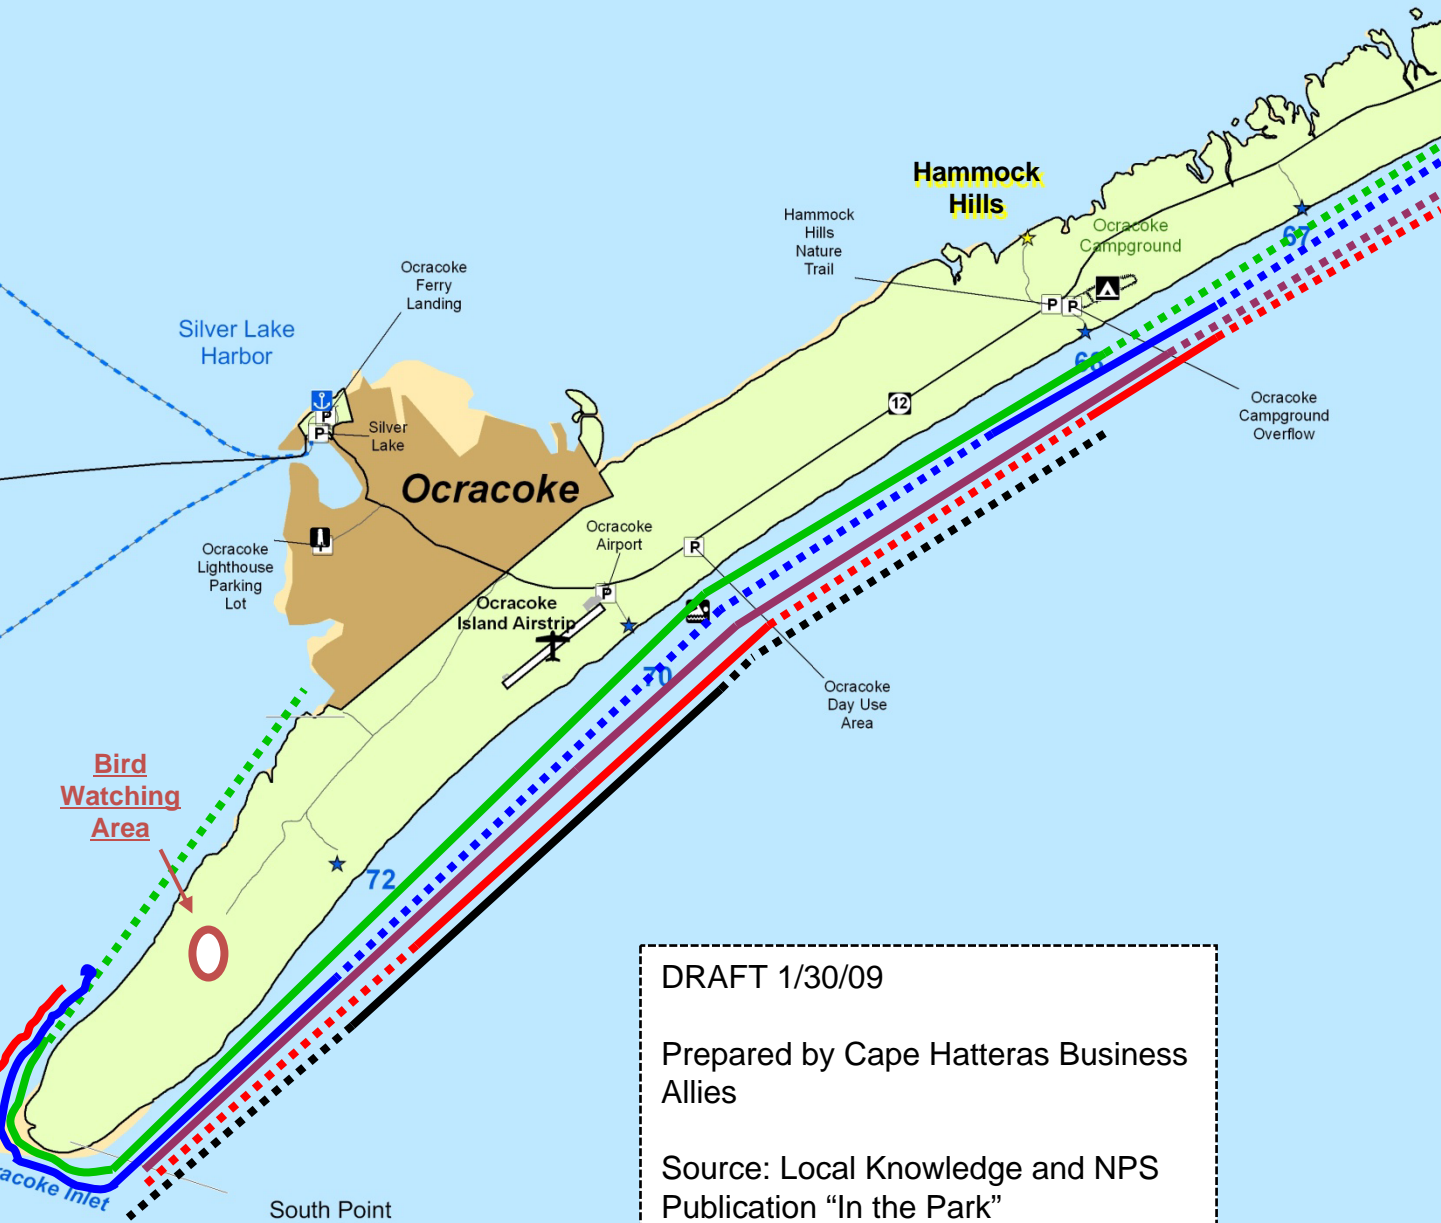 Hammock
Hills
Hammock
Hills
Nature
Trail
Ocracoke
Campground
67
P
P
68
Ocracoke
Ferry
Landing
Silver Lake
Harbor
P
P
Silver
Lake
12
Ocracoke
Campground
Overflow
Ocracoke
Ocracoke
Airport
P
Ocracoke
Lighthouse
Parking
Lot
P
Ocracoke
Island Airstrip
70
Ocracoke
Day Use
Area
Bird
Watching
Area
72
DRAFT 1/30/09
Prepared by Cape Hatteras Business
Allies
Source: Local Knowledge and NPS
Publication “In the Park”
racoke Inlet
South Point